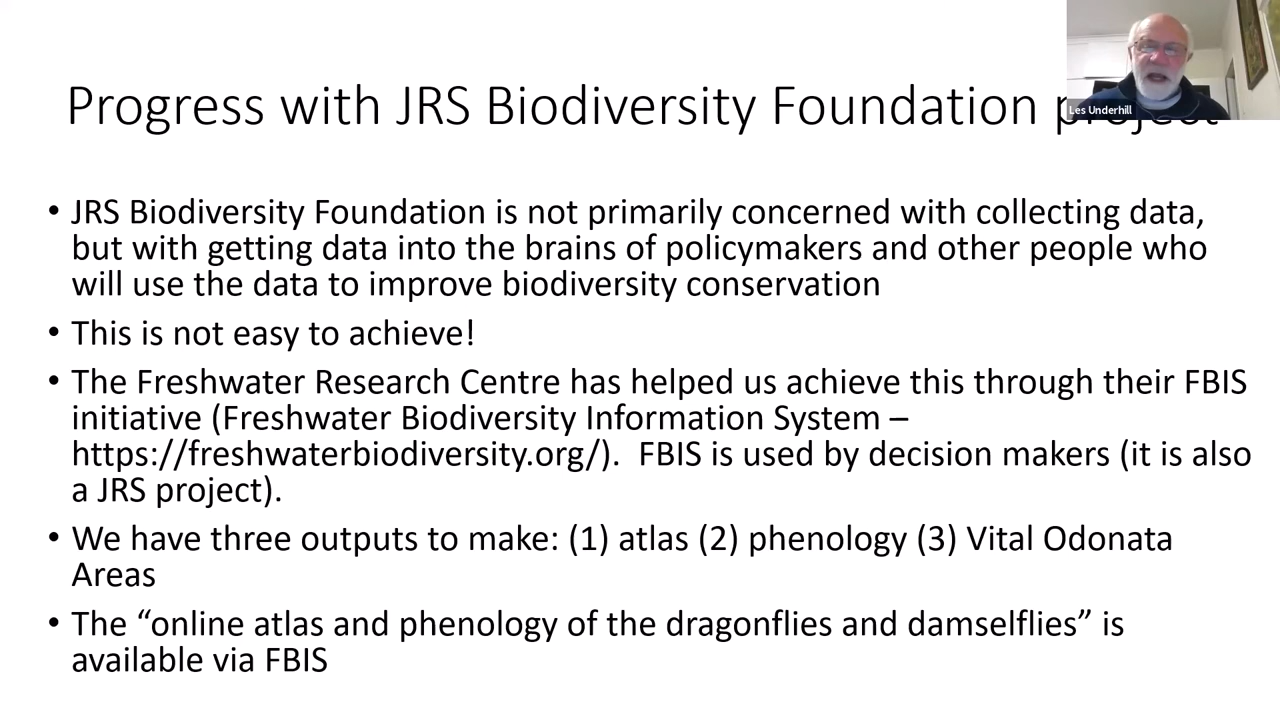 Les Underhill
Progress with JRS Biodiversity Foundation project
• JRS Biodiversity Foundation is not primarily concerned with collecting data,
but with getting data into the brains of policymakers and other people who
will use the data to improve biodiversity conservation
• This is not easy to achieve!
• The Freshwater Research Centre has helped us achieve this through their FBIS
initiative (Freshwater Biodiversity Information System –
https://freshwaterbiodiversity.org/).  FBIS is used by decision makers (it is also
a JRS project).
• We have three outputs to make: (1) atlas (2) phenology (3) Vital Odonata
Areas
• The “online atlas and phenology of the dragonflies and damselflies” is
available via FBIS